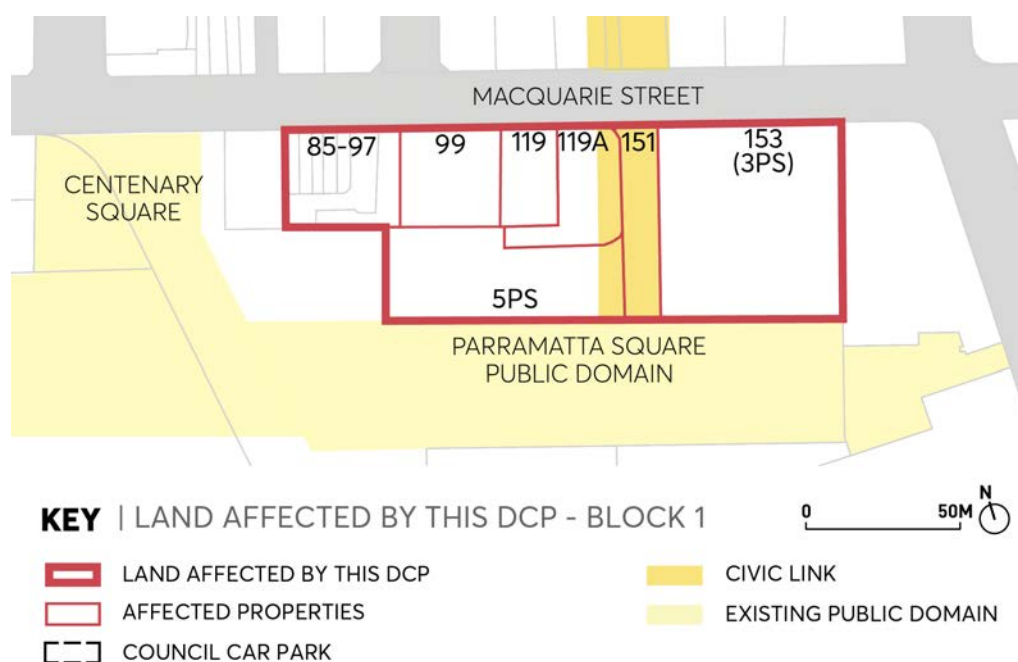 MACQUARIE STREET
85-97
99
119
119A
151
153
(3PS)
CENTENARY
SQUARE
5PS
PARRAMATTA SQUARE
PUBLIC DOMAIN
KEY | LAND AFFECTED BY THIS DCP - BLOCK 1
0
50M
N
LAND AFFECTED BY THIS DCP
AFFECTED PROPERTIES
COUNCIL CAR PARK
CIVIC LINK
EXISTING PUBLIC DOMAIN